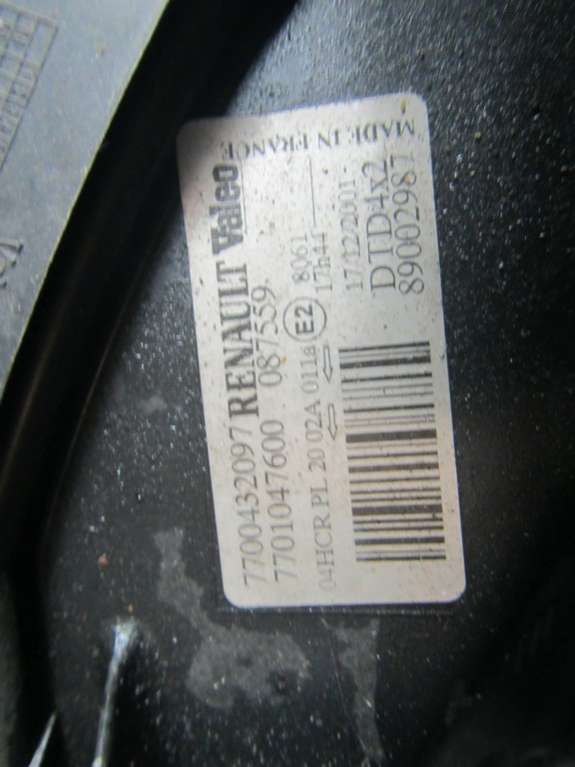 7700432097 RENAULT Valeo
MADE IN FRANCE
7701047600 087559
04HCR PL 20 02A 011a E2 8061
17h44
17/12/2001
DTD4x2
89002987